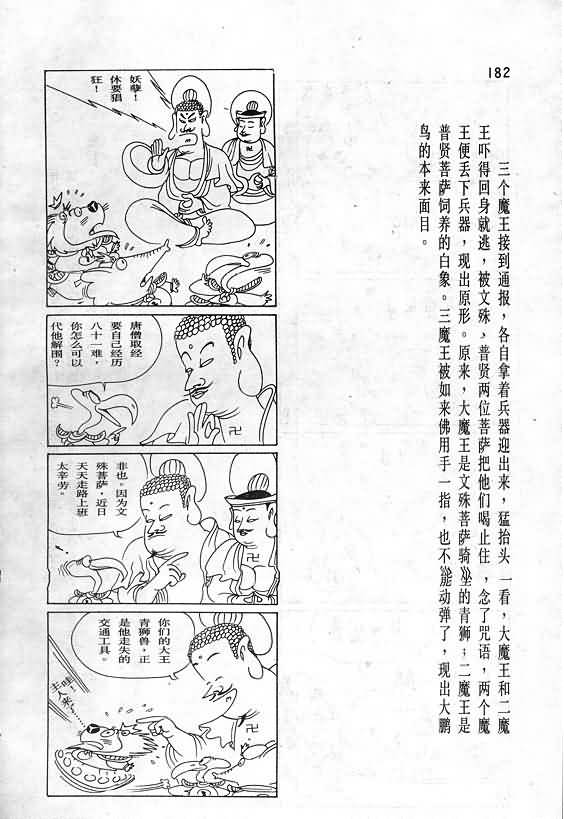 182
三个魔王接到通报，各自拿着兵器迎出来，猛抬头一看，大魔王和二魔
王吓得回身就逃，被文殊、普贤两位菩萨把他们喝止住，念了咒语，两个魔
王便丢下兵器，现出原形。原来，大魔王是文殊菩萨骑坐的青狮；二魔王是
普贤菩萨饲养的白象。三魔王被如来佛用手一指，也不能动弹了，现出大鹏
鸟的本来面目。
妖孽！
休要猖
狂！
唐僧取经
要自己经历
八十一难，
你怎么可以
代他解围？
卍
非也。因为文
殊菩萨，近日
天天走路上班
太辛劳。
卍
你们的大王
青狮兽，正
是他走失的
交通工具。
哇！
主人来！
卍